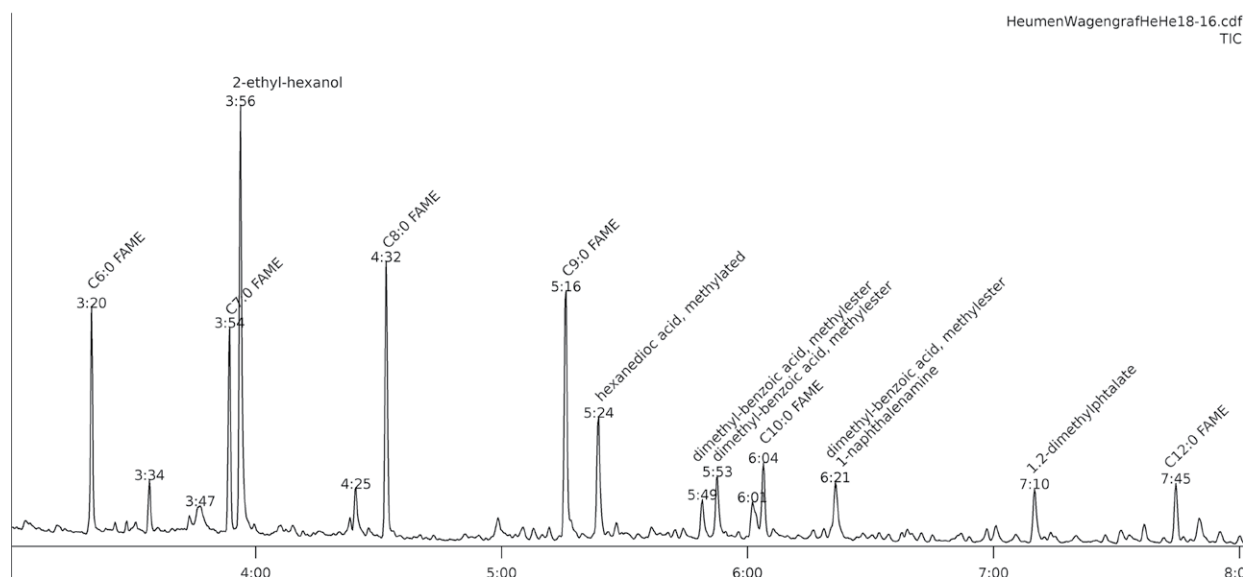 HeumenWagengrafHeHe18-16.cdf
TIC
2-ethyl-hexanol
3:56
C6:0 FAME
3:20
C7:0 FAME
3:54
C8:0 FAME
4:32
C9:0 FAME
5:16
hexanedioc acid, methylated
5:24
dimethyl-benzoic acid, methylester
5:49
dimethyl-benzoic acid, methylester
5:53
C10:0 FAME
6:04
6:01
dimethyl-benzoic acid, methylester
1-naphthalenamine
6:21
1,2-dimethylphtalate
7:10
C12:0 FAME
7:45
3:34
3:47
4:25
4:00
5:00
6:00
7:00
8:0